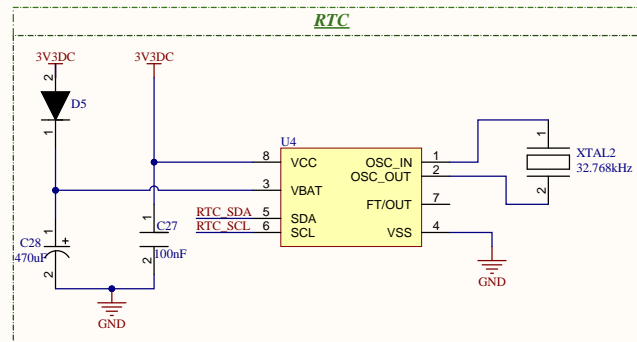 RTC
3V3DC
3V3DC
2
D5
1
U4
8
VCC
OSC_IN
1
1
XTAL2
32.768kHz
OSC_OUT
2
3
VBAT
2
FT/OUT
7
RTC_SDA
5
SDA
RTC_SCL
6
SCL
VSS
4
1
C28
470uF
2
1
C27
100nF
2
GND
GND